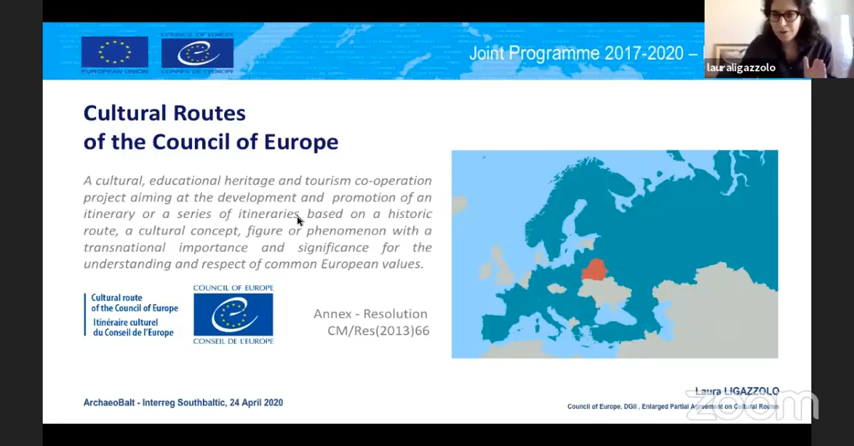 COUNCIL OF EUROPE
EUROPEAN UNION CONSEIL DE L'EUROPE
Joint Programme 2017-2020 –
lauraligazzolo
Cultural Routes
of the Council of Europe
A cultural, educational heritage and tourism co-operation
project aiming at the development and promotion of an
itinerary or a series of itineraries based on a historic
route, a cultural concept, figure or phenomenon with a
transnational importance and significance for the
understanding and respect of common European values.
COUNCIL OF EUROPE
Cultural route
of the Council of Europe
Itinéraire culturel
du Conseil de l'Europe
CONSEIL DE L'EUROPE
Annex - Resolution
CM/Res(2013)66
Laura LIGAZZOLO
zoom
ArchaeoBalt - Interreg Southbaltic, 24 April 2020
Council of Europe, DGII , Enlarged Partial Agreement on Cultural Routes